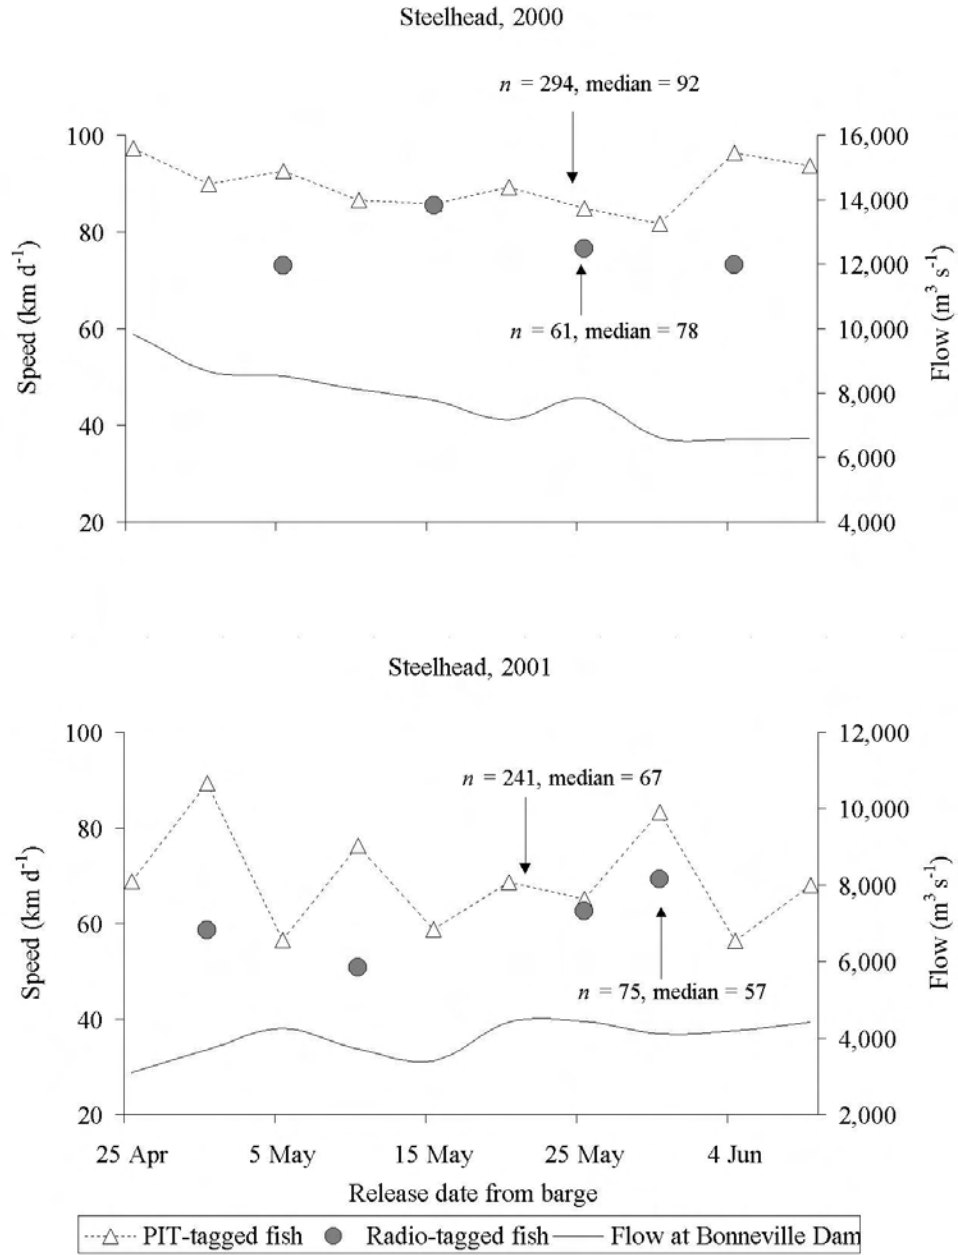 Steelhead, 2000
n = 294, median = 92
100
80
60
40
20
Speed (km d⁻¹)
n = 61, median = 78
16,000
14,000
12,000
10,000
8,000
6,000
4,000
Flow (m³ s⁻¹)
Steelhead, 2001
n = 241, median = 67
100
80
60
40
20
Speed (km d⁻¹)
n = 75, median = 57
12,000
10,000
8,000
6,000
4,000
2,000
Flow (m³ s⁻¹)
25 Apr 5 May 15 May 25 May 4 Jun
Release date from barge
PIT-tagged fish Radio-tagged fish Flow at Bonneville Dam